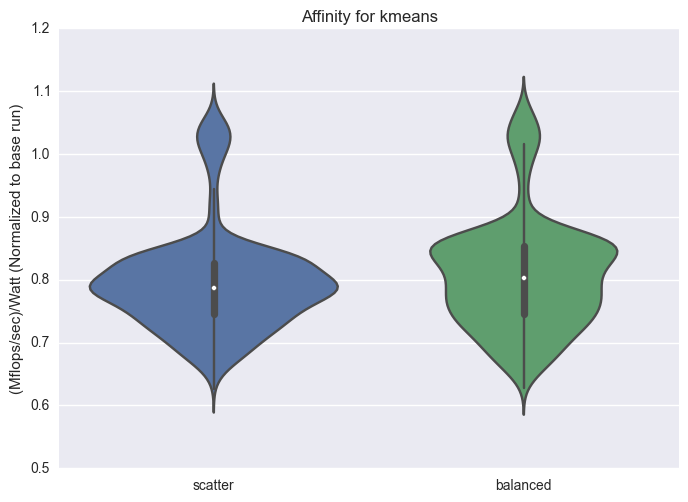 Affinity for kmeans
(Mflops/sec)/Watt (Normalized to base run)
1.2
1.1
1.0
0.9
0.8
0.7
0.6
0.5
scatter balanced